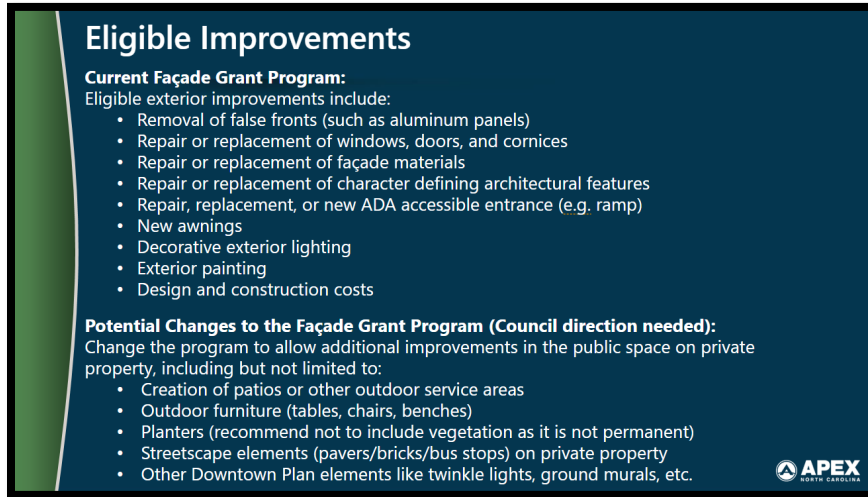 Eligible Improvements
Current Façade Grant Program:
Eligible exterior improvements include:
• Removal of false fronts (such as aluminum panels)
• Repair or replacement of windows, doors, and cornices
• Repair or replacement of façade materials
• Repair or replacement of character defining architectural features
• Repair, replacement, or new ADA accessible entrance (e.g. ramp)
• New awnings
• Decorative exterior lighting
• Exterior painting
• Design and construction costs
Potential Changes to the Façade Grant Program (Council direction needed):
Change the program to allow additional improvements in the public space on private
property, including but not limited to:
• Creation of patios or other outdoor service areas
• Outdoor furniture (tables, chairs, benches)
• Planters (recommend not to include vegetation as it is not permanent)
• Streetscape elements (pavers/bricks/bus stops) on private property
• Other Downtown Plan elements like twinkle lights, ground murals, etc.
APEX
NORTH CAROLINA